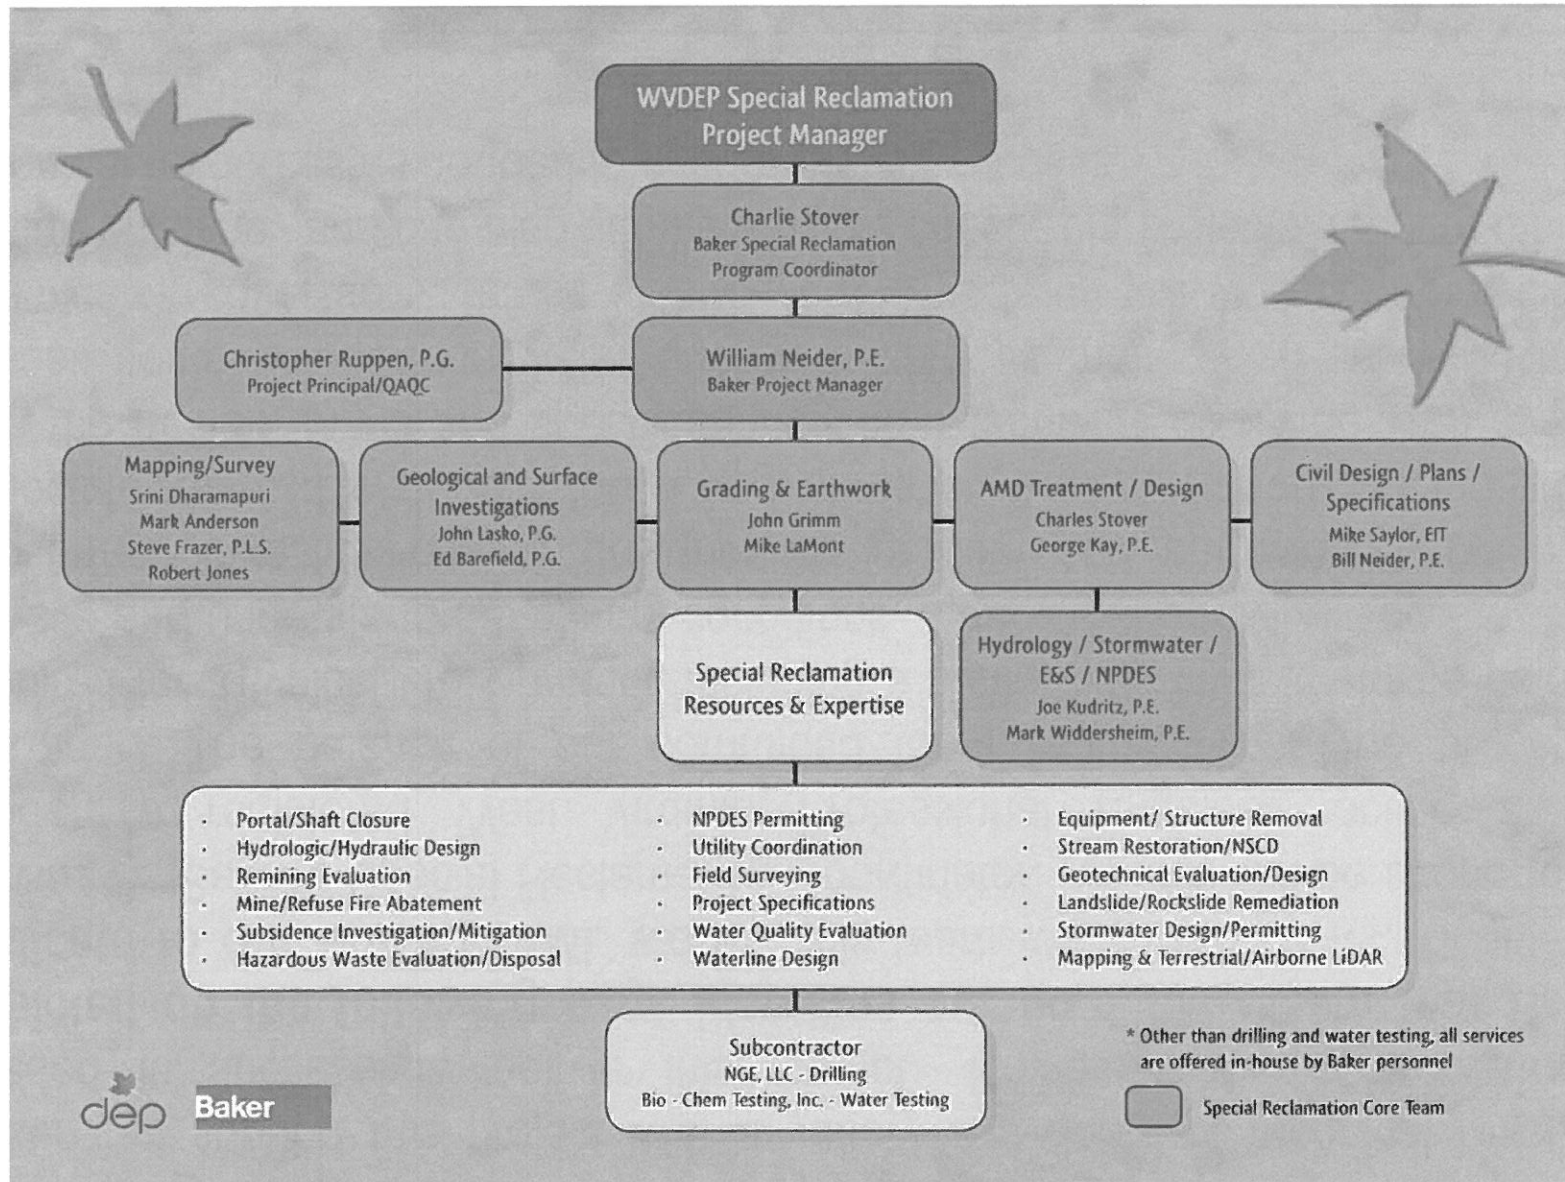 WVDEP Special Reclamation
Project Manager
Charlie Stover
Baker Special Reclamation
Program Coordinator
Christopher Ruppen, P.G.
Project Principal/QAQC
William Neider, P.E.
Baker Project Manager
Mapping/Survey
Srini Dharamapuri
Mark Anderson
Steve Frazer, P.L.S.
Robert Jones
Geological and Surface
Investigations
John Lasko, P.G.
Ed Barefield, P.G.
Grading & Earthwork
John Grimm
Mike LaMont
AMD Treatment / Design
Charles Stover
George Kay, P.E.
Civil Design / Plans /
Specifications
Mike Saylor, EIT
Bill Neider, P.E.
Special Reclamation
Resources & Expertise
Hydrology / Stormwater /
E&S / NPDES
Joe Kudritz, P.E.
Mark Widdersheim, P.E.
· Portal/Shaft Closure
· Hydrologic/Hydraulic Design
· Remining Evaluation
· Mine/Refuse Fire Abatement
· Subsidence Investigation/Mitigation
· Hazardous Waste Evaluation/Disposal
· NPDES Permitting
· Utility Coordination
· Field Surveying
· Project Specifications
· Water Quality Evaluation
· Waterline Design
· Equipment/ Structure Removal
· Stream Restoration/NSCD
· Geotechnical Evaluation/Design
· Landslide/Rockslide Remediation
· Stormwater Design/Permitting
· Mapping & Terrestrial/Airborne LiDAR
Subcontractor
NGE, LLC - Drilling
Bio - Chem Testing, Inc. - Water Testing
* Other than drilling and water testing, all services
are offered in-house by Baker personnel
Special Reclamation Core Team
dep
Baker